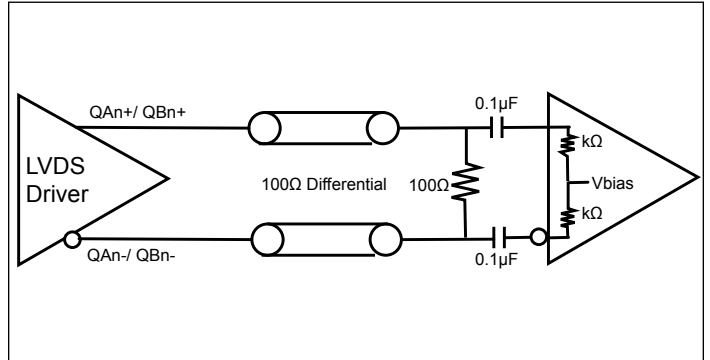 QAn+/ QBn+
0.1µF
LVDS
Driver
kΩ
100Ω Differential
100Ω
Vbias
kΩ
QAn-/ QBn-
0.1µF